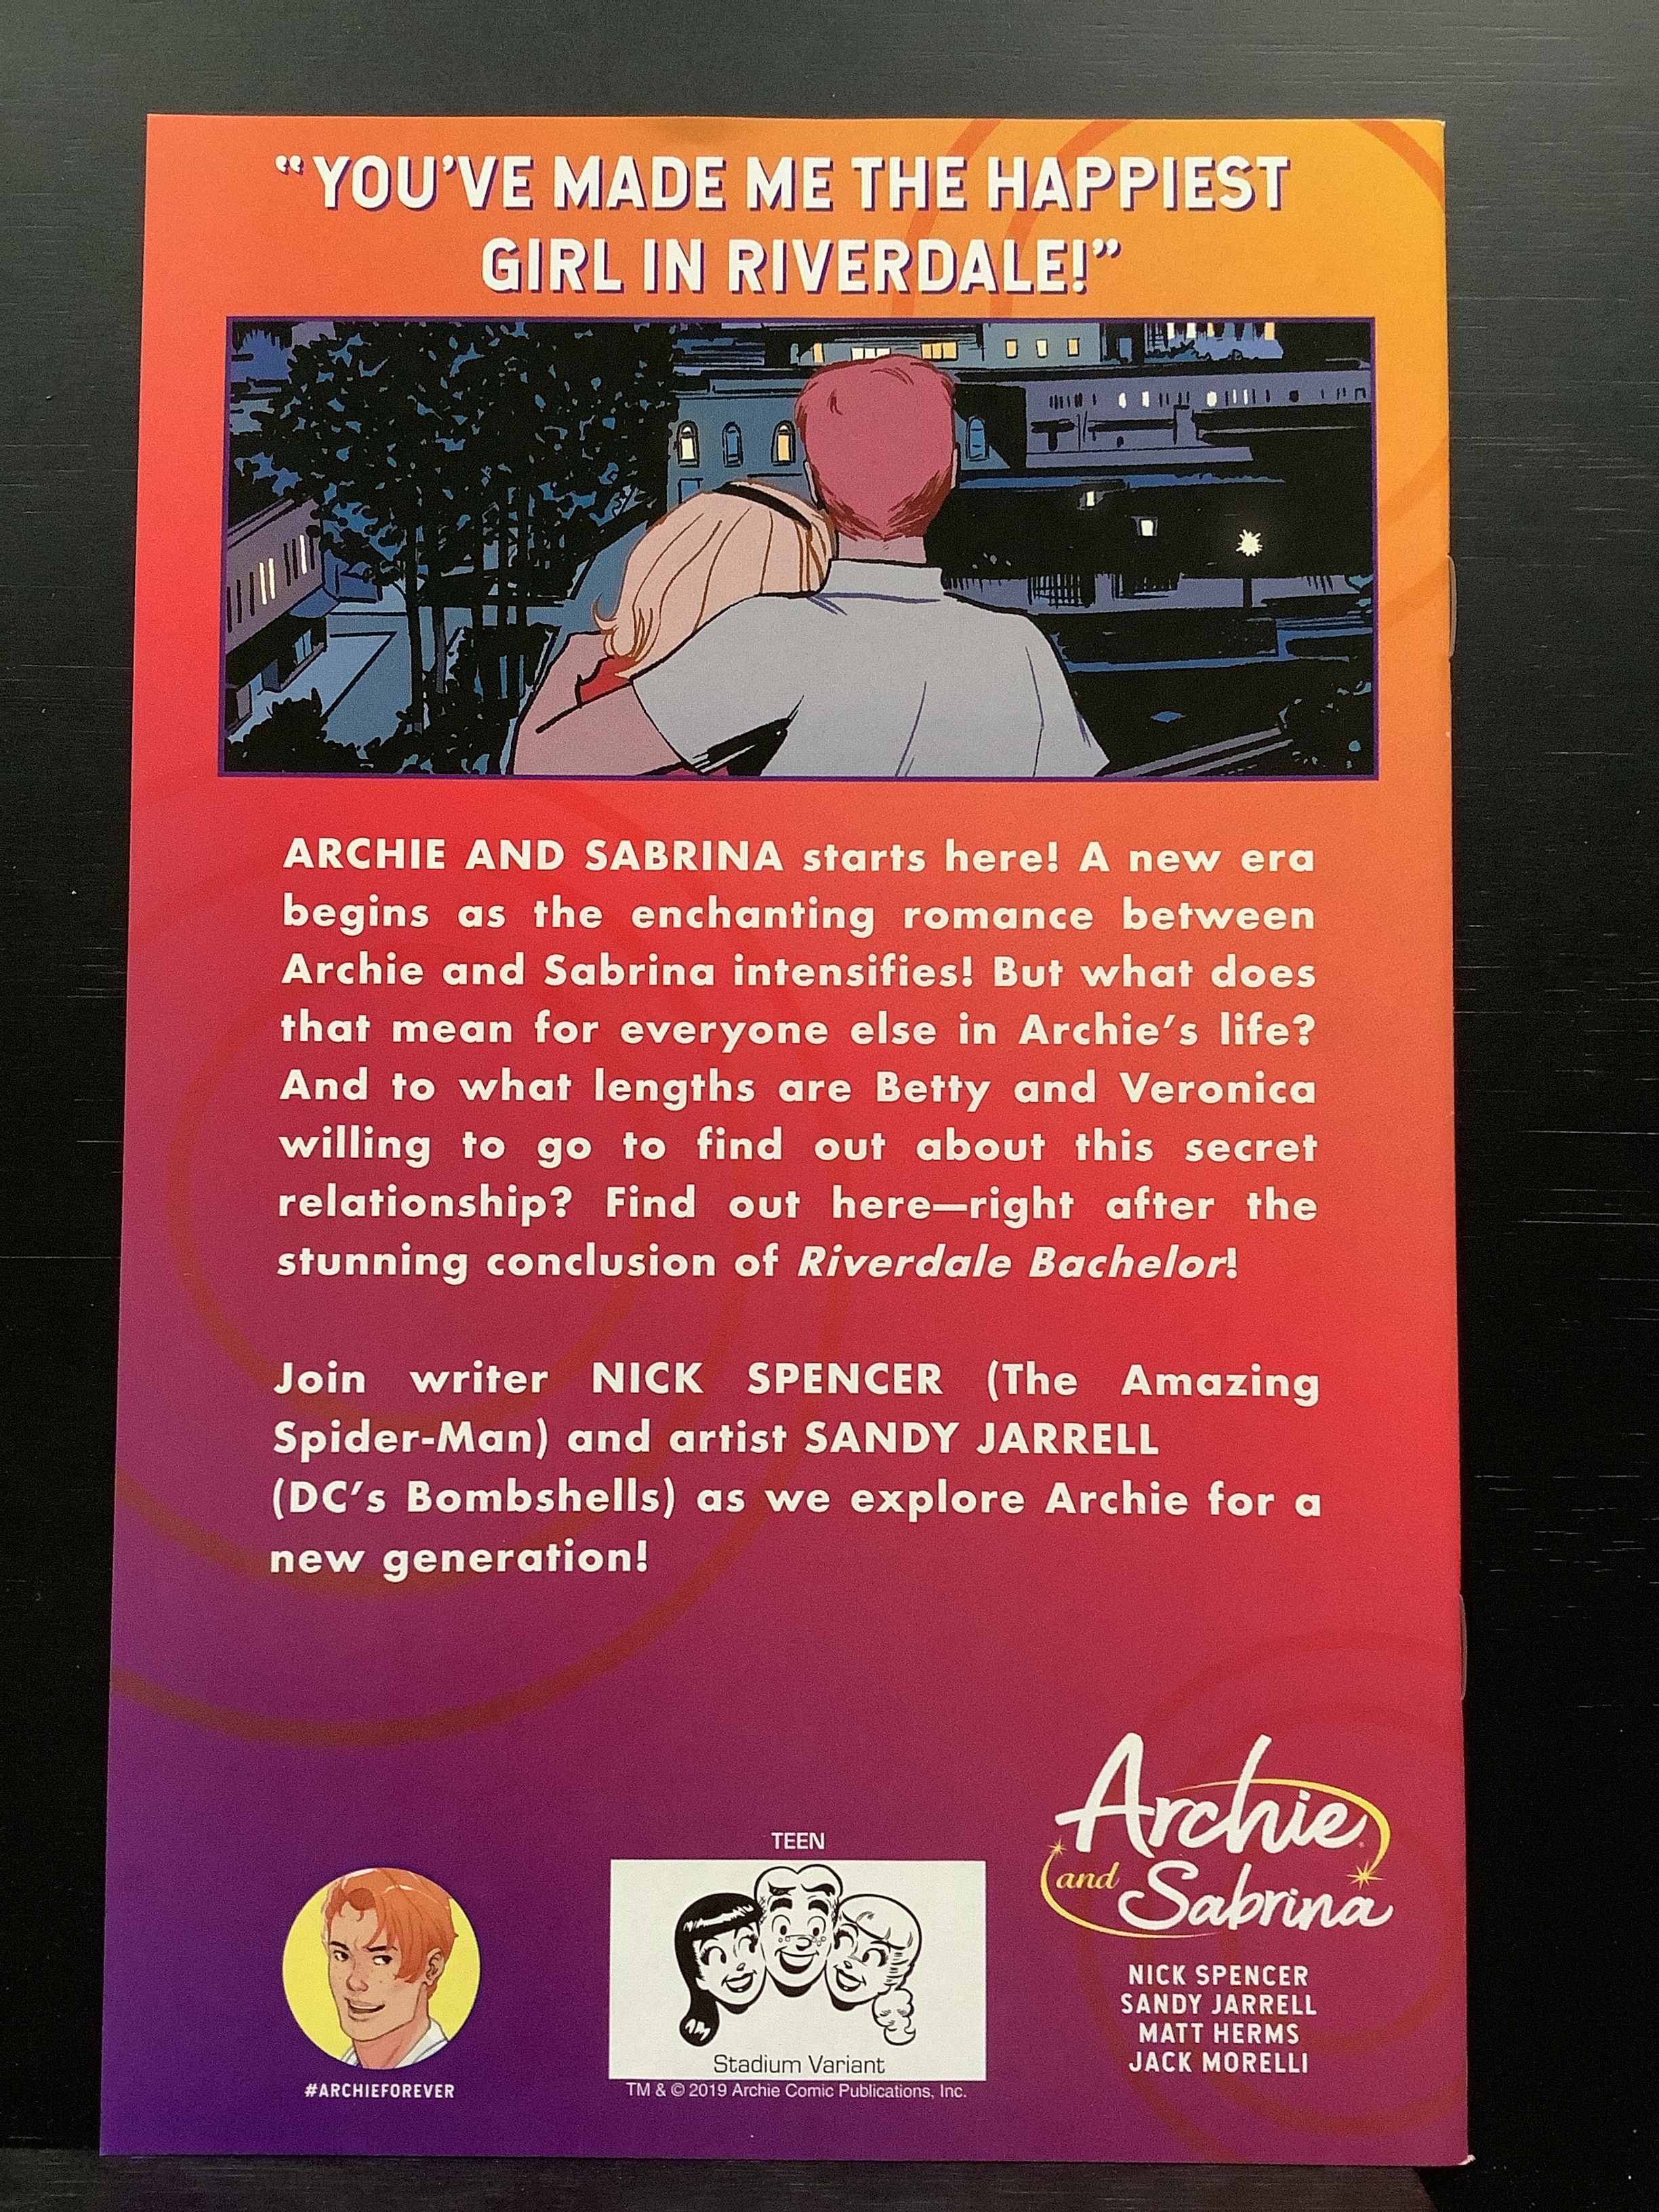 “YOU’VE MADE ME THE HAPPIEST
GIRL IN RIVERDALE!”
ARCHIE AND SABRINA starts here! A new era
begins as the enchanting romance between
Archie and Sabrina intensifies! But what does
that mean for everyone else in Archie’s life?
And to what lengths are Betty and Veronica
willing to go to find out about this secret
relationship? Find out here—right after the
stunning conclusion of Riverdale Bachelor!
Join writer NICK SPENCER (The Amazing
Spider-Man) and artist SANDY JARRELL
(DC’s Bombshells) as we explore Archie for a
new generation!
#ARCHIEFOREVER
TEEN
Stadium Variant
TM & © 2019 Archie Comic Publications, Inc.
Archie
and
Sabrina
NICK SPENCER
SANDY JARRELL
MATT HERMS
JACK MORELLI